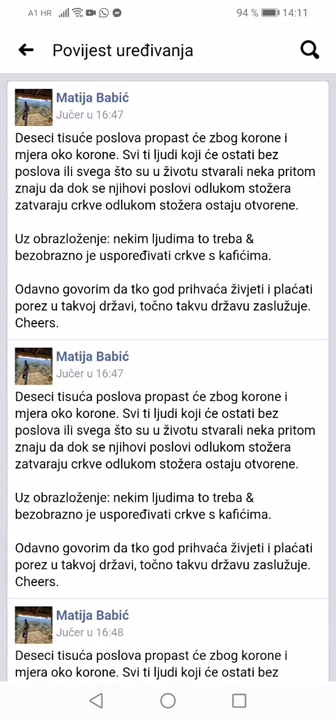 A1 HR
94 %
14:11
Povijest uređivanja
Matija Babić
Jučer u 16:47
Deseci tisuće poslova propast će zbog korone i
mjera oko korone. Svi ti ljudi koji će ostati bez
poslova ili svega što su u životu stvarali neka pritom
znaju da dok se njihovi poslovi odlukom stožera
zatvaraju crkve odlukom stožera ostaju otvorene.
Uz obrazloženje: nekim ljudima to treba &
bezobrazno je uspoređivati crkve s kafićima.
Odavno govorim da tko god prihvaća živjeti i plaćati
porez u takvoj državi, točno takvu državu zaslužuje.
Cheers.
Matija Babić
Jučer u 16:47
Deseci tisuća poslova propast će zbog korone i
mjera oko korone. Svi ti ljudi koji će ostati bez
poslova ili svega što su u životu stvarali neka pritom
znaju da dok se njihovi poslovi odlukom stožera
zatvaraju crkve odlukom stožera ostaju otvorene.
Uz obrazloženje: nekim ljudima to treba &
bezobrazno je uspoređivati crkve s kafićima.
Odavno govorim da tko god prihvaća živjeti i plaćati
porez u takvoj državi, točno takvu državu zaslužuje.
Cheers.
Matija Babić
Jučer u 16:48
Deseci tisuća poslova propast će zbog korone i
mjera oko korone. Svi ti ljudi koji će ostati bez